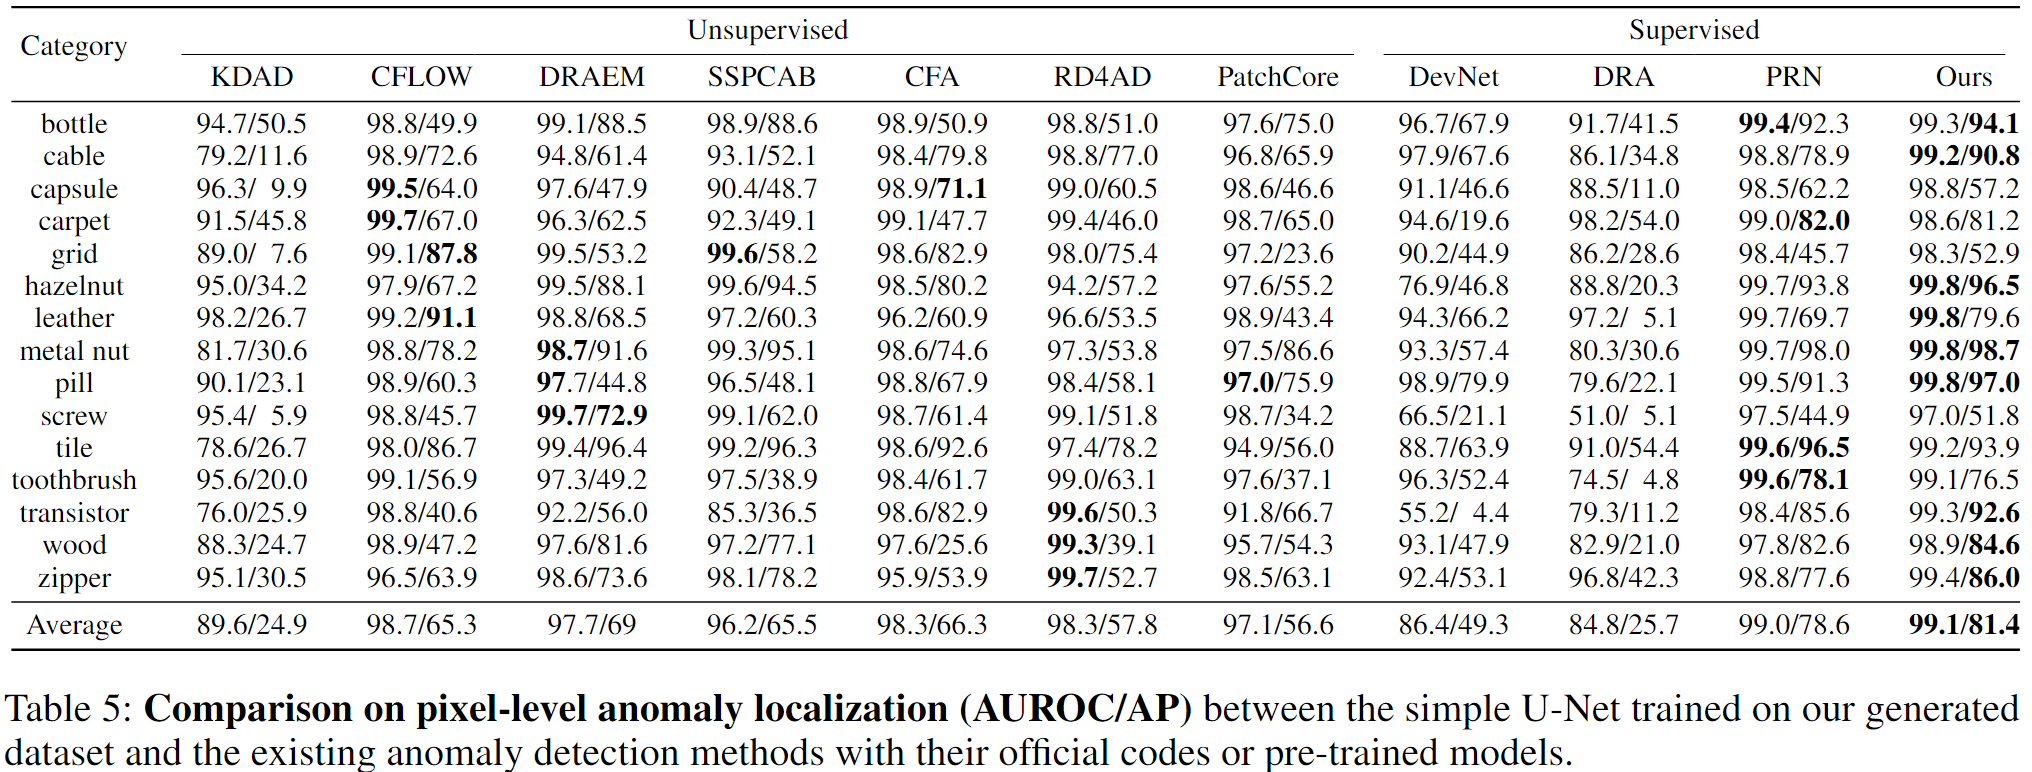 Category Unsupervised Supervised
KDAD CFLOW DRAEM SSPCAB CFA RD4AD PatchCore DevNet DRA PRN Ours
bottle 94.7/50.5 98.8/49.9 99.1/88.5 98.9/88.6 98.9/50.9 98.8/51.0 97.6/75.0 96.7/67.9 91.7/41.5 99.4/92.3 99.3/94.1
cable 79.2/11.6 98.9/72.6 94.8/61.4 93.1/52.1 98.4/79.8 98.8/77.0 96.8/65.9 97.9/67.6 86.1/34.8 98.8/78.9 99.2/90.8
capsule 96.3/ 9.9 99.5/64.0 97.6/47.9 90.4/48.7 98.9/71.1 99.0/60.5 98.6/46.6 91.1/46.6 88.5/11.0 98.5/62.2 98.8/57.2
carpet 91.5/45.8 99.7/67.0 96.3/62.5 92.3/49.1 99.1/47.7 99.4/46.0 98.7/65.0 94.6/19.6 98.2/54.0 99.0/82.0 98.6/81.2
grid 89.0/ 7.6 99.1/87.8 99.5/53.2 99.6/58.2 98.6/82.9 98.0/75.4 97.2/23.6 90.2/44.9 86.2/28.6 98.4/45.7 98.3/52.9
hazelnut 95.0/34.2 97.9/67.2 99.5/88.1 99.6/94.5 98.5/80.2 94.2/57.2 97.6/55.2 76.9/46.8 88.8/20.3 99.7/93.8 99.8/96.5
leather 98.2/26.7 99.2/91.1 98.8/68.5 97.2/60.3 96.2/60.9 96.6/53.5 98.9/43.4 94.3/66.2 97.2/ 5.1 99.7/69.7 99.8/79.6
metal nut 81.7/30.6 98.8/78.2 98.7/91.6 99.3/95.1 98.6/74.6 97.3/53.8 97.5/86.6 93.3/57.4 80.3/30.6 99.7/98.0 99.8/98.7
pill 90.1/23.1 98.9/60.3 97.7/44.8 96.5/48.1 98.8/67.9 98.4/58.1 97.0/75.9 98.9/79.9 79.6/22.1 99.5/91.3 99.8/97.0
screw 95.4/ 5.9 98.8/45.7 99.7/72.9 99.1/62.0 98.7/61.4 99.1/51.8 98.7/34.2 66.5/21.1 51.0/ 5.1 97.5/44.9 97.0/51.8
tile 78.6/26.7 98.0/86.7 99.4/96.4 99.2/96.3 98.6/92.6 97.4/78.2 94.9/56.0 88.7/63.9 91.0/54.4 99.6/96.5 99.2/93.9
toothbrush 95.6/20.0 99.1/56.9 97.3/49.2 97.5/38.9 98.4/61.7 99.0/63.1 97.6/37.1 96.3/52.4 74.5/ 4.8 99.6/78.1 99.1/76.5
transistor 76.0/25.9 98.8/40.6 92.2/56.0 85.3/36.5 98.6/82.9 99.6/50.3 91.8/66.7 55.2/ 4.4 79.3/11.2 98.4/85.6 99.3/92.6
wood 88.3/24.7 98.9/47.2 97.6/81.6 97.2/77.1 97.6/25.6 99.3/39.1 95.7/54.3 93.1/47.9 82.9/21.0 97.8/82.6 98.9/84.6
zipper 95.1/30.5 96.5/63.9 98.6/73.6 98.1/78.2 95.9/53.9 99.7/52.7 98.5/63.1 92.4/53.1 96.8/42.3 98.8/77.6 99.4/86.0
Average 89.6/24.9 98.7/65.3 97.7/69 96.2/65.5 98.3/66.3 98.3/57.8 97.1/56.6 86.4/49.3 84.8/25.7 99.0/78.6 99.1/81.4
Table 5: Comparison on pixel-level anomaly localization (AUROC/AP) between the simple U-Net trained on our generated
dataset and the existing anomaly detection methods with their official codes or pre-trained models.